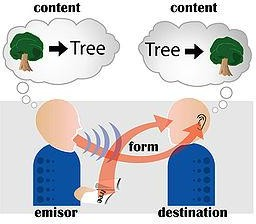 content content
Tree Tree
form
emisor destination